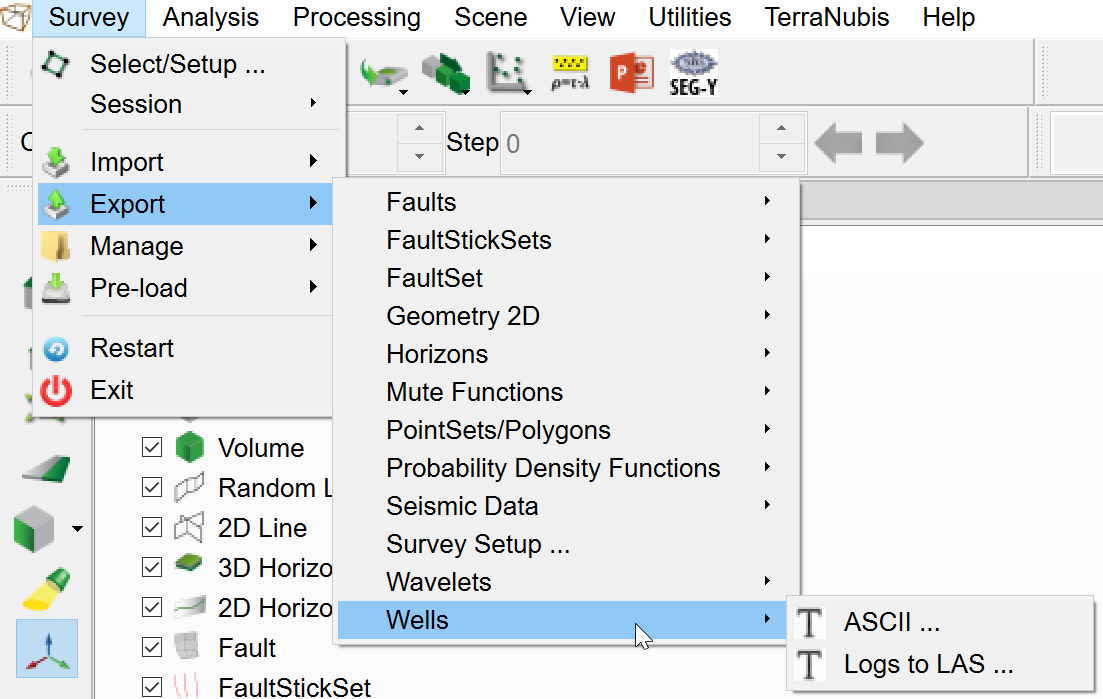 Survey Analysis Processing Scene View Utilities TerraNubis Help
Select/Setup ...
Session
ρ=τ·λ
P
SEG-Y
Step 0
Import
Export
Manage
Pre-load
Restart
Exit
Faults
FaultStickSets
FaultSet
Geometry 2D
Horizons
Mute Functions
PointSets/Polygons
Probability Density Functions
Seismic Data
Survey Setup ...
Wavelets
Wells
ASCII ...
Logs to LAS ...
Volume
Random L
2D Line
3D Horizo
2D Horizo
Fault
FaultStickSet